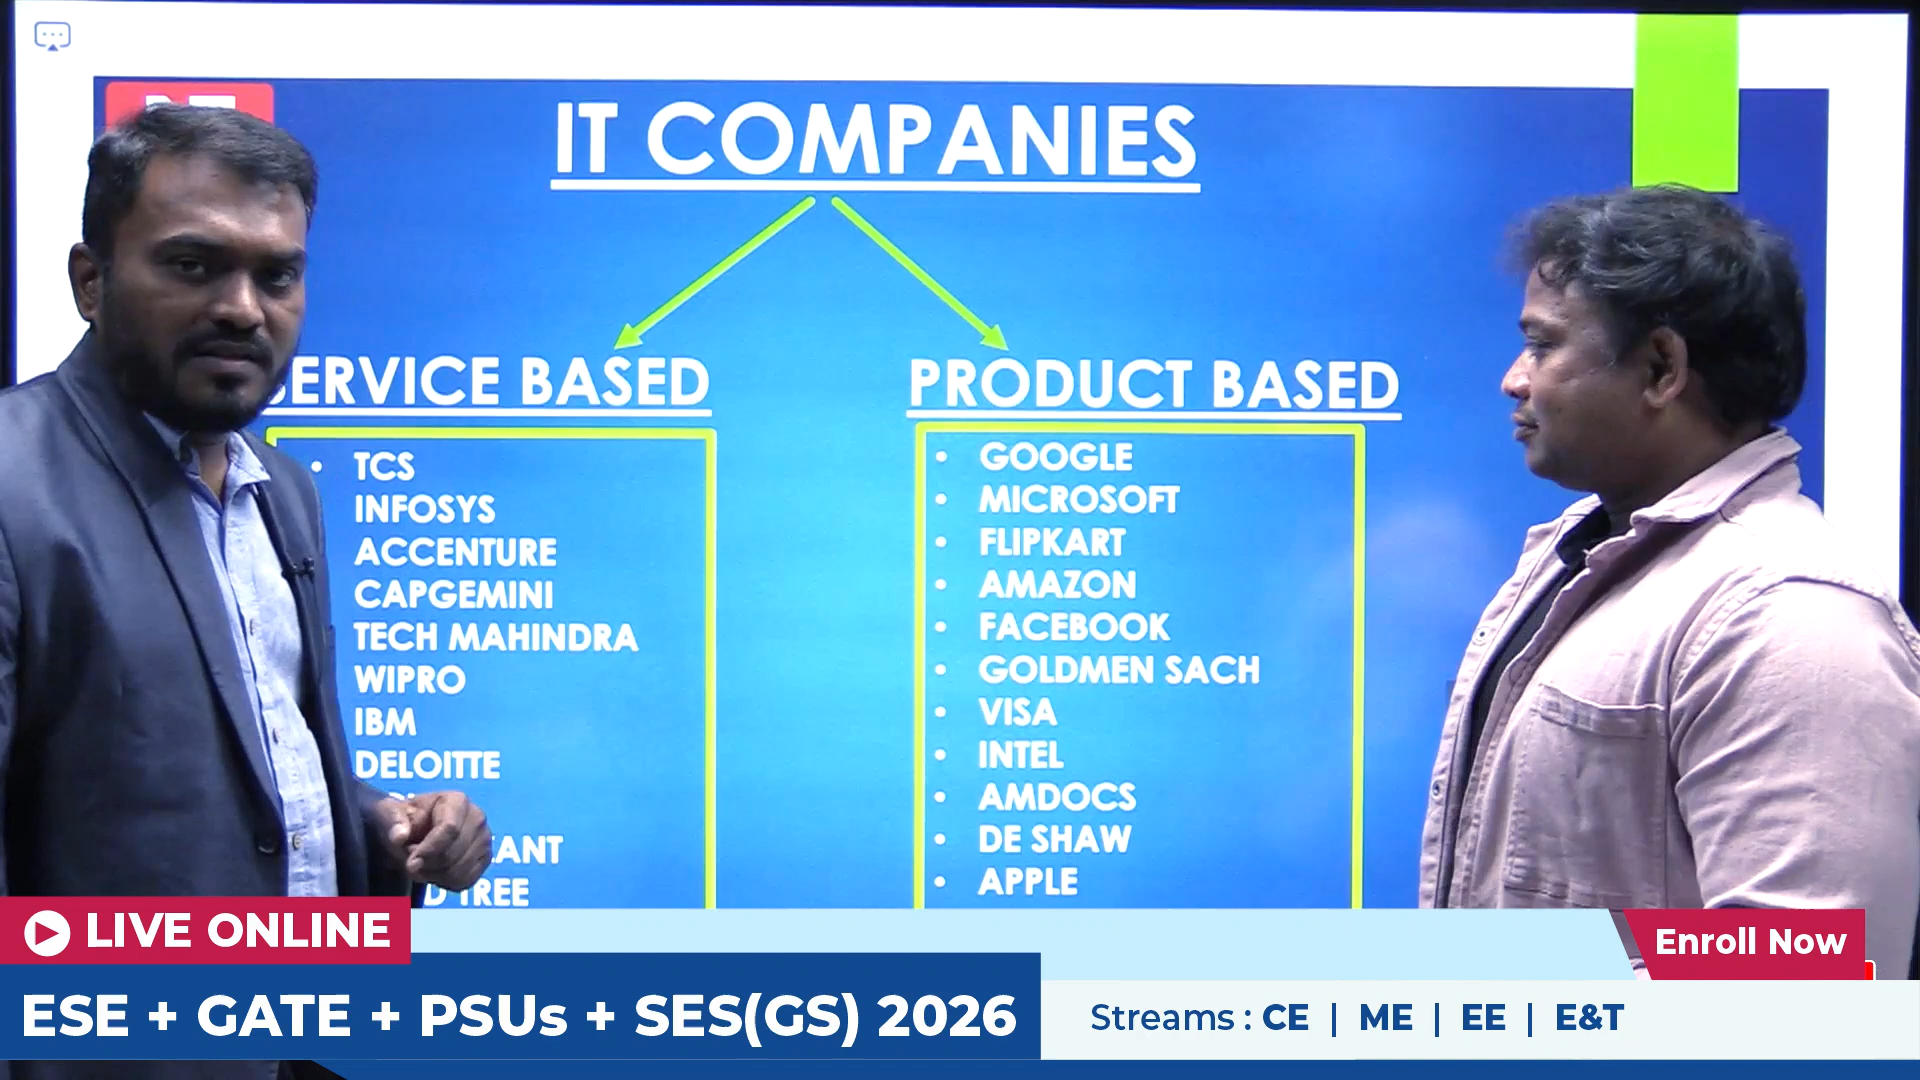 IT COMPANIES
SERVICE BASED
PRODUCT BASED
• TCS
INFOSYS
ACCENTURE
CAPGEMINI
TECH MAHINDRA
WIPRO
IBM
DELOITTE
TREE
• GOOGLE
• MICROSOFT
• FLIPKART
• AMAZON
• FACEBOOK
• GOLDMEN SACH
• VISA
• INTEL
• AMDOCS
• DE SHAW
• APPLE
LIVE ONLINE
Enroll Now
ESE + GATE + PSUs + SES(GS) 2026
Streams : CE | ME | EE | E&T